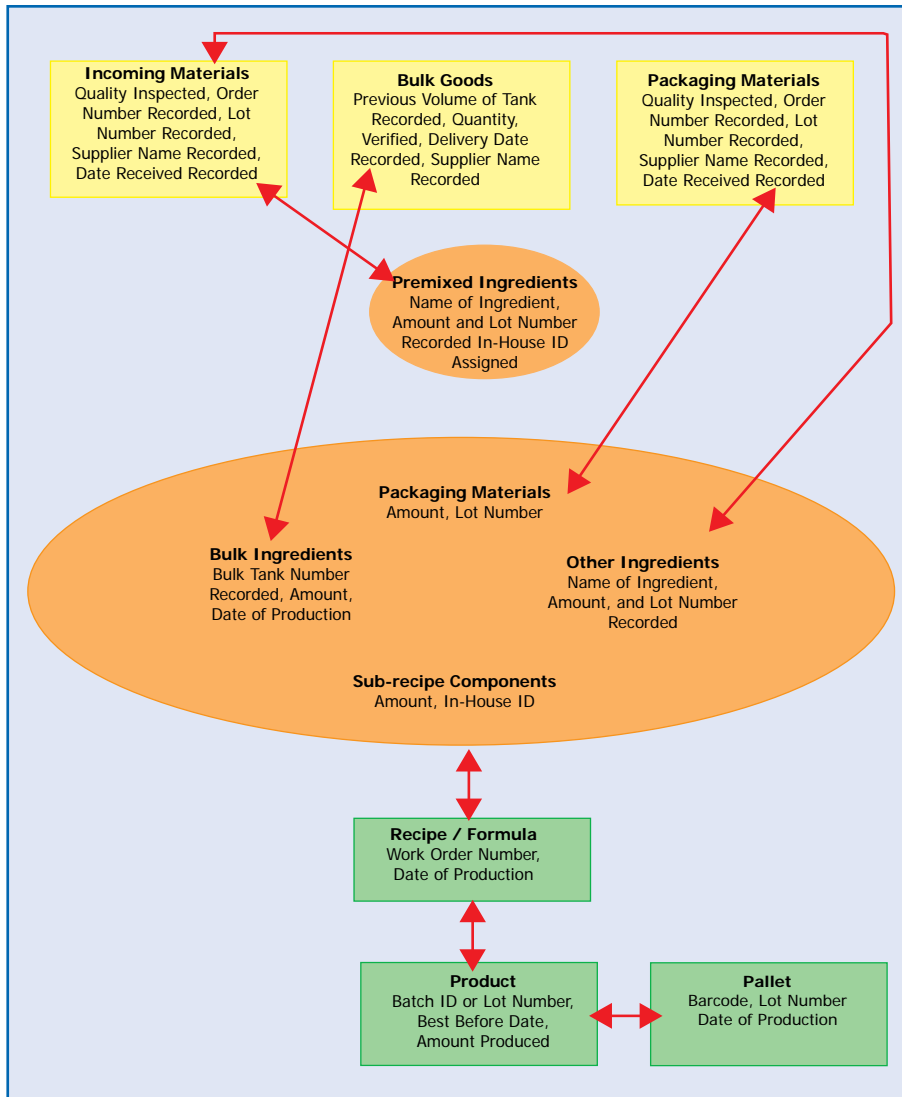 Incoming Materials
Quality Inspected, Order
Number Recorded, Lot
Number Recorded,
Supplier Name Recorded,
Date Received Recorded
Bulk Goods
Previous Volume of Tank
Recorded, Quantity,
Verified, Delivery Date
Recorded, Supplier Name
Recorded
Packaging Materials
Quality Inspected, Order
Number Recorded, Lot
Number Recorded,
Supplier Name Recorded,
Date Received Recorded
Premixed Ingredients
Name of Ingredient,
Amount and Lot Number
Recorded In-House ID
Assigned
Packaging Materials
Amount, Lot Number
Bulk Ingredients
Bulk Tank Number
Recorded, Amount,
Date of Production
Other Ingredients
Name of Ingredient,
Amount, and Lot Number
Recorded
Sub-recipe Components
Amount, In-House ID
Recipe / Formula
Work Order Number,
Date of Production
Product
Batch ID or Lot Number,
Best Before Date,
Amount Produced
Pallet
Barcode, Lot Number
Date of Production